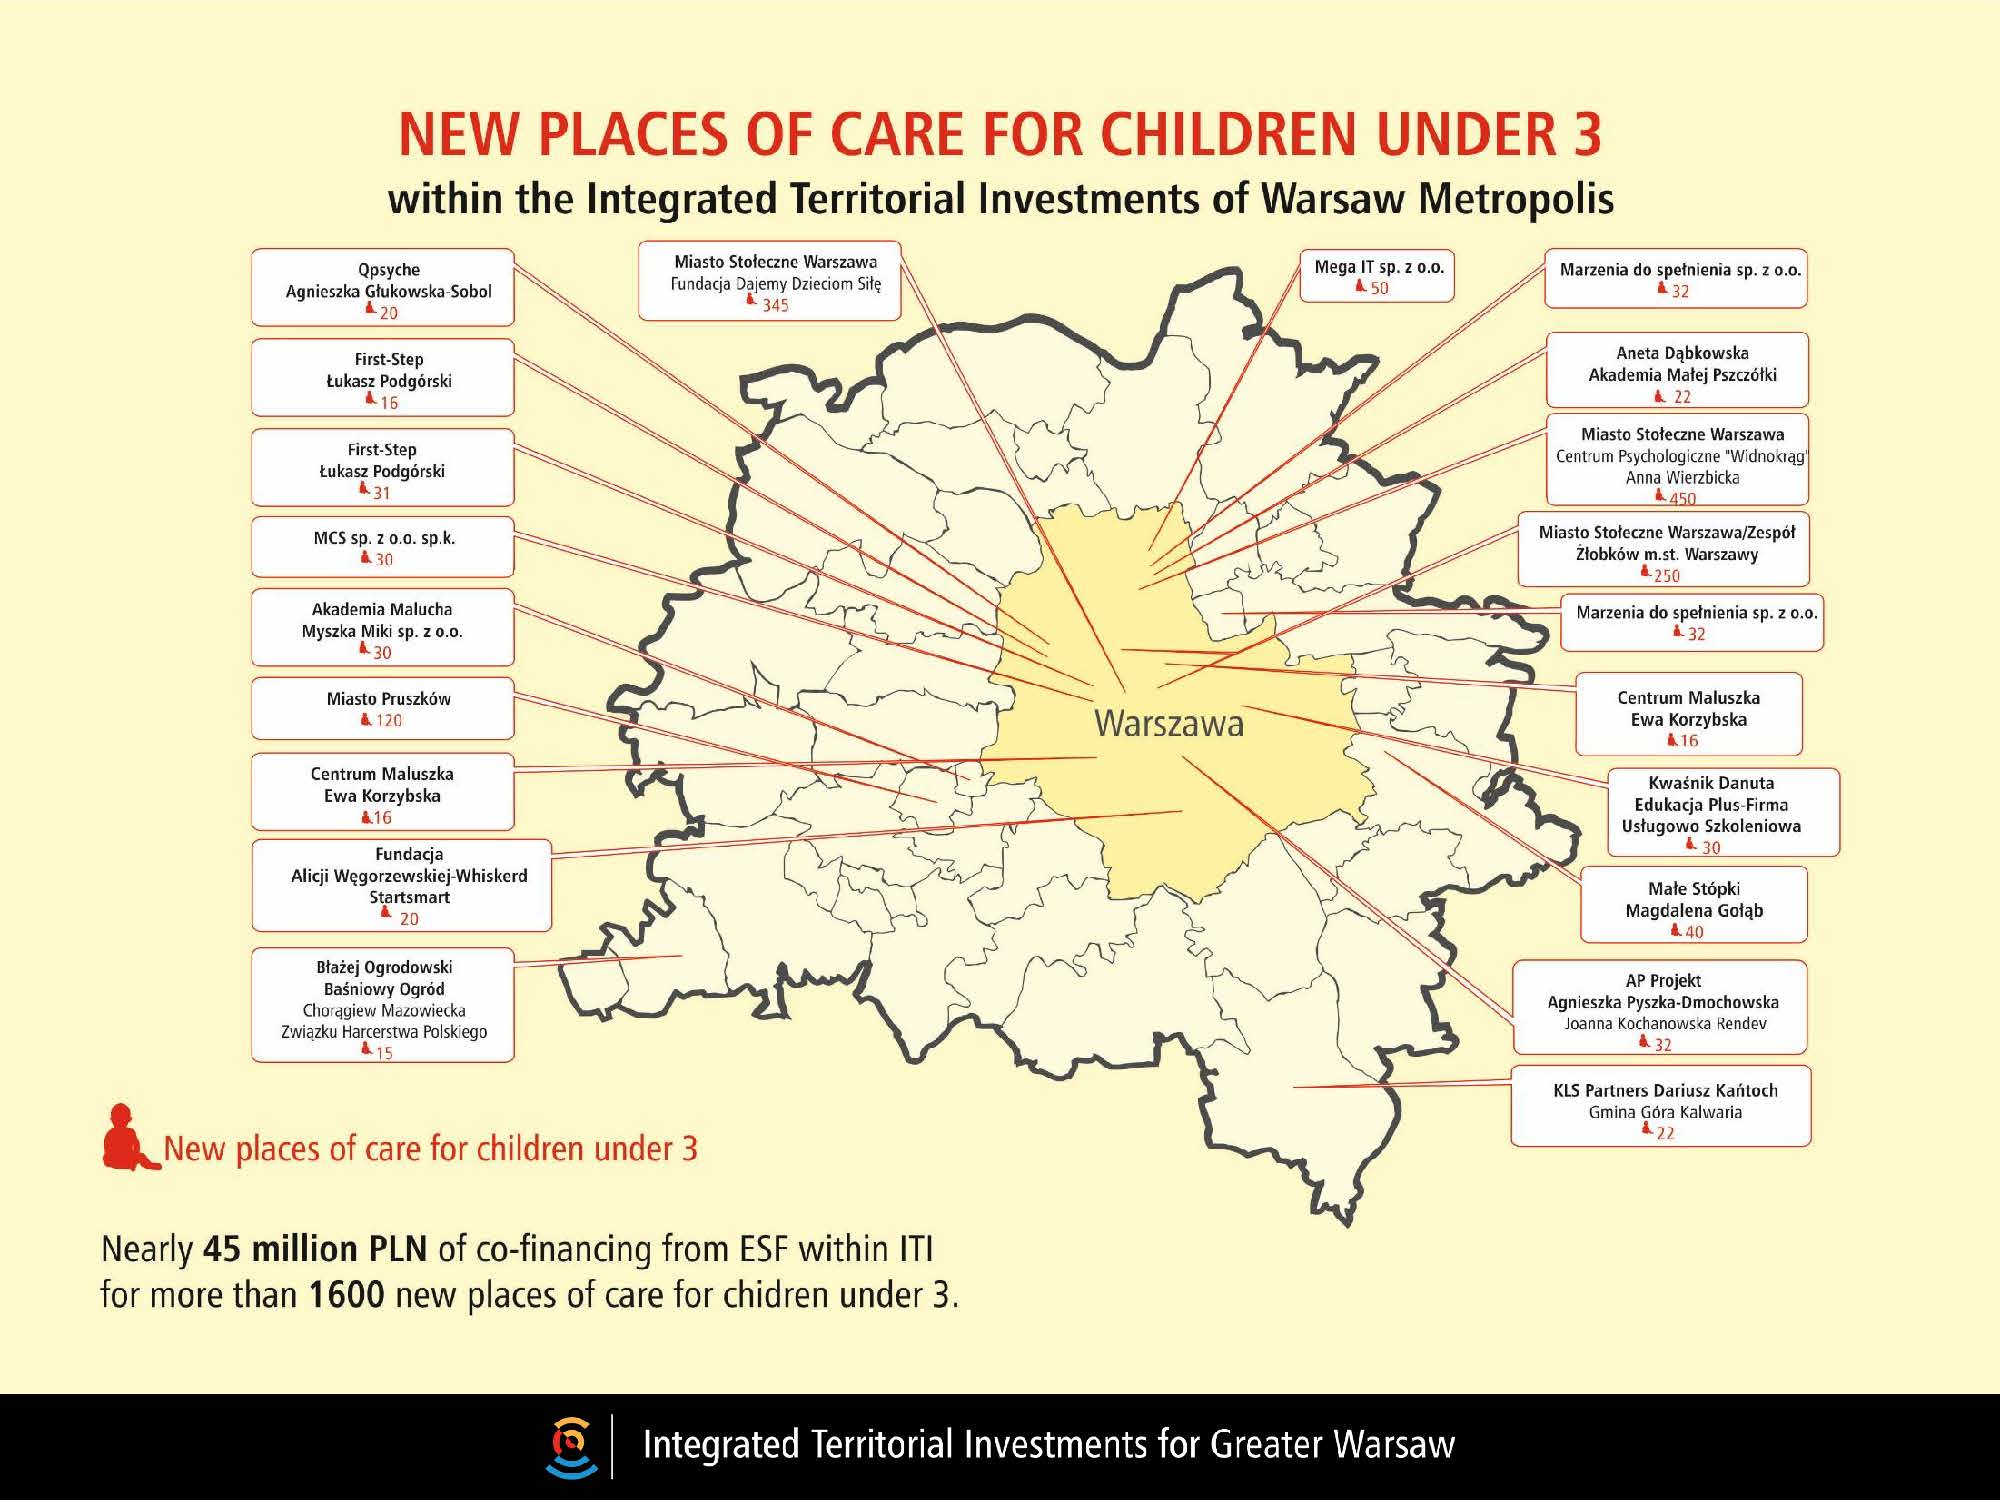 NEW PLACES OF CARE FOR CHILDREN UNDER 3
within the Integrated Territorial Investments of Warsaw Metropolis
Qpsyche
Agnieszka Głukowska-Sobol
20
First-Step
Łukasz Podgórski
16
First-Step
Łukasz Podgórski
31
MCS sp. z o.o. sp.k.
30
Akademia Malucha
Myszka Miki sp. z o.o.
30
Miasto Pruszków
120
Centrum Maluszka
Ewa Korzybska
16
Fundacja
Alicji Węgorzewskiej-Whiskerd
Startsmart
20
Błażej Ogrodowski
Baśniowy Ogród
Chorągiew Mazowiecka
Związku Harcerstwa Polskiego
15
Miasto Stołeczne Warszawa
Fundacja Dajemy Dzieciom Siłę
345
Warszawa
Mega IT sp. z o.o.
50
Marzenia do spełnienia sp. z o.o.
32
Aneta Dąbkowska
Akademia Małej Pszczółki
22
Miasto Stołeczne Warszawa
Centrum Psychologiczne "Widnokrąg"
Anna Wierzbicka
450
Miasto Stołeczne Warszawa/Zespół
Żłobków m.st. Warszawy
250
Marzenia do spełnienia sp. z o.o.
32
Centrum Maluszka
Ewa Korzybska
16
Kwaśnik Danuta
Edukacja Plus-Firma
Usługowo Szkoleniowa
30
Małe Stópki
Magdalena Gołąb
40
AP Projekt
Agnieszka Pyszka-Dmochowska
Joanna Kochanowska Rendev
32
KLS Partners Dariusz Kańtoch
Gmina Góra Kalwaria
22
New places of care for children under 3
Nearly 45 million PLN of co-financing from ESF within ITI
for more than 1600 new places of care for chidren under 3.
Integrated Territorial Investments for Greater Warsaw